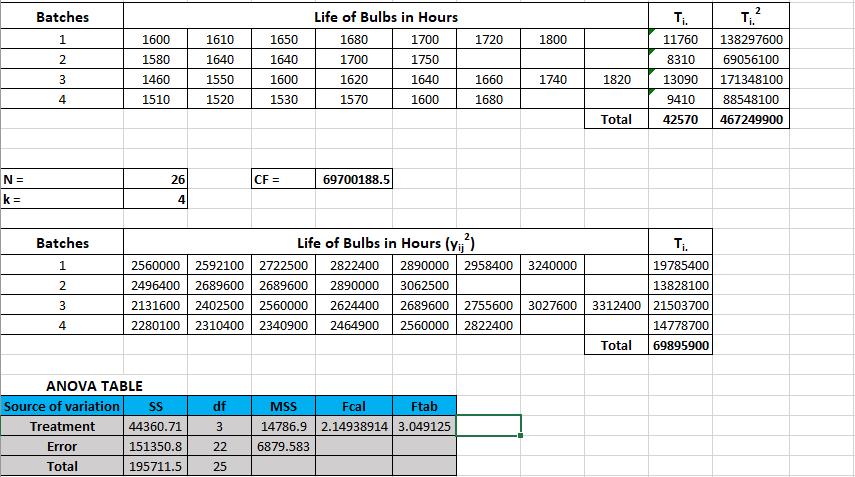 Batches Life of Bulbs in Hours Ti. Ti.²
1 1600 1610 1650 1680 1700 1720 1800 11760 138297600
2 1580 1640 1640 1700 1750 8310 69056100
3 1460 1550 1600 1620 1640 1660 1740 1820 13090 171348100
4 1510 1520 1530 1570 1600 1680 9410 88548100
Total 42570 467249900
N = 26 CF = 69700188.5
k = 4
Batches Life of Bulbs in Hours (yij²) Ti.
1 2560000 2592100 2722500 2822400 2890000 2958400 3240000 19785400
2 2496400 2689600 2689600 2890000 3062500 13828100
3 2131600 2402500 2560000 2624400 2689600 2755600 3027600 3312400 21503700
4 2280100 2310400 2340900 2464900 2560000 2822400 14778700
Total 69895900
ANOVA TABLE
Source of variation SS df MSS Fcal Ftab
Treatment 44360.71 3 14786.9 2.14938914 3.049125
Error 151350.8 22 6879.583
Total 195711.5 25